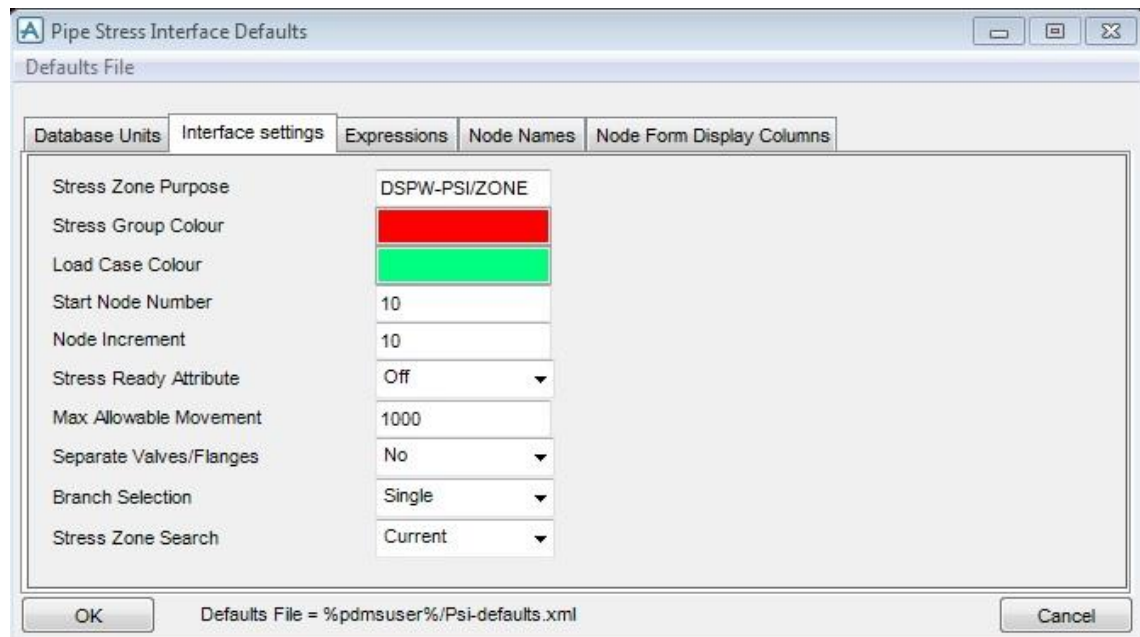 Pipe Stress Interface Defaults
Defaults File
Database Units Interface settings Expressions Node Names Node Form Display Columns
Stress Zone Purpose DSPW-PSI/ZONE
Stress Group Colour
Load Case Colour
Start Node Number 10
Node Increment 10
Stress Ready Attribute Off
Max Allowable Movement 1000
Separate Valves/Flanges No
Branch Selection Single
Stress Zone Search Current
OK Defaults File = %pdmsuser%/Psi-defaults.xml Cancel